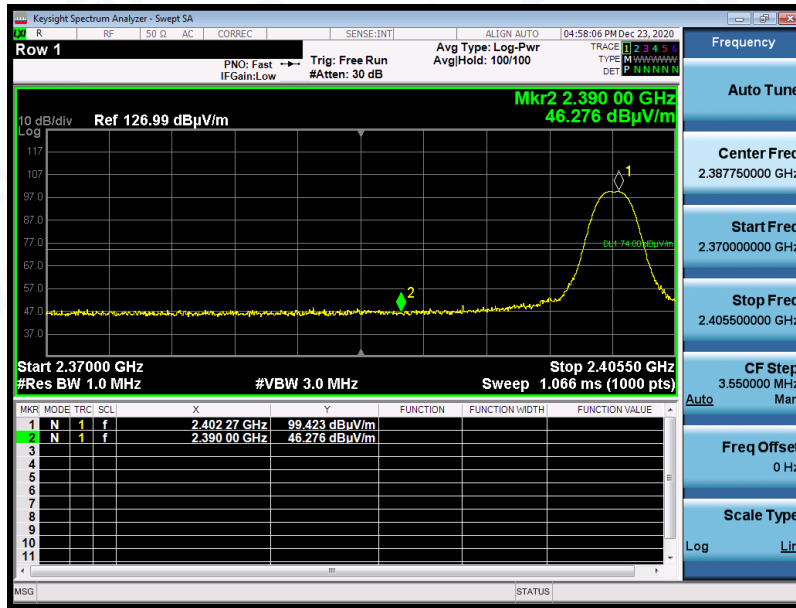 Keysight Spectrum Analyzer - Swept SA
LXI R RF 50 Ω AC CORREC SENSE:INT ALIGN AUTO 04:58:06 PM Dec 23, 2020
Row 1
PNO: Fast
IFGain:Low
Trig: Free Run
#Atten: 30 dB
Avg Type: Log-Pwr
Avg|Hold: 100/100
TRACE 1 2 3 4 5 6
TYPE M WWWWW
DET P N N N N N
Mkr2 2.390 00 GHz
46.276 dBµV/m
10 dB/div Ref 126.99 dBµV/m
Log
117
107
97.0
87.0
77.0
67.0
57.0
47.0
37.0
1
DL1 74.00 dBµV/m
2
Start 2.37000 GHz Stop 2.40550 GHz
#Res BW 1.0 MHz #VBW 3.0 MHz Sweep 1.066 ms (1000 pts)
MKR MODE TRC SCL X Y FUNCTION FUNCTION WIDTH FUNCTION VALUE
1 N 1 f 2.402 27 GHz 99.423 dBµV/m
2 N 1 f 2.390 00 GHz 46.276 dBµV/m
3
4
5
6
7
8
9
10
11
MSG STATUS
Frequency
Auto Tune
Center Freq
2.387750000 GHz
Start Freq
2.370000000 GHz
Stop Freq
2.405500000 GHz
CF Step
3.550000 MHz
Auto Man
Freq Offset
0 Hz
Scale Type
Log Lin